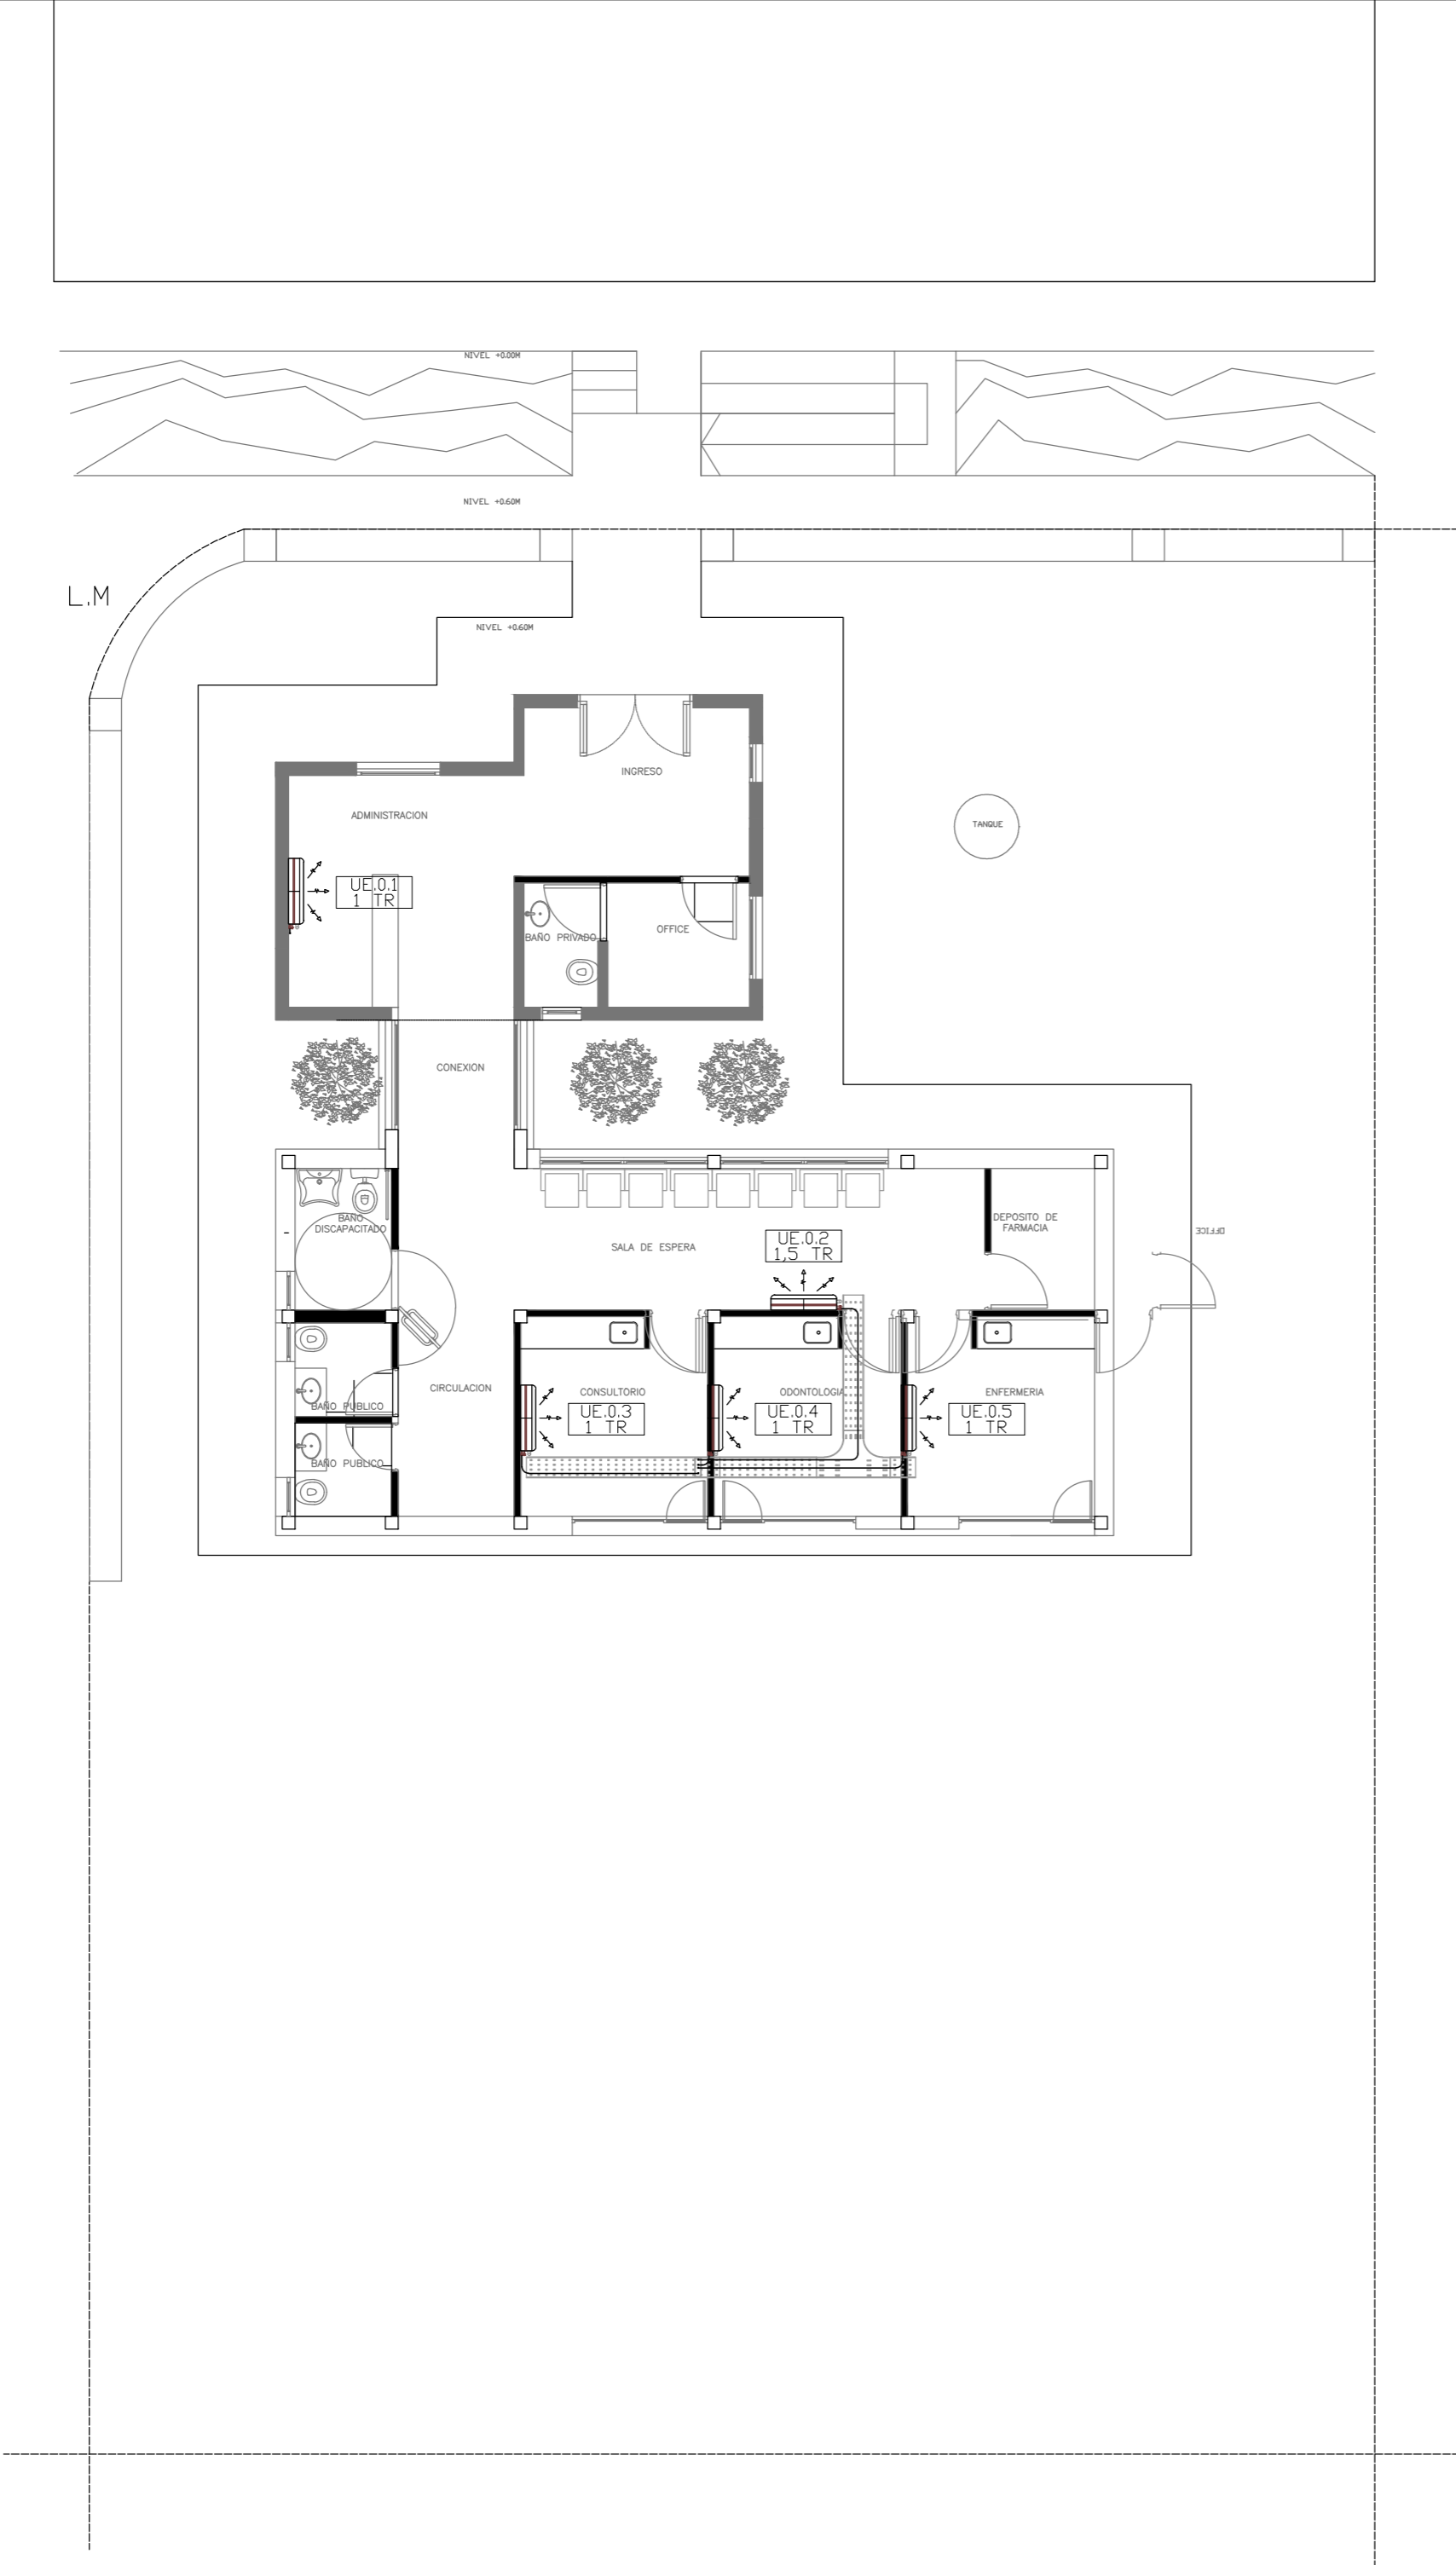 NIVEL +0.00M
NIVEL +0.60M
L.M
NIVEL +0.60M
INGRESO
ADMINISTRACION
TANQUE
UE.0.1
1 TR
OFFICE
BAÑO PRIVADO
CONEXION
BAÑO
DISCAPACITADO
DEPOSITO DE
FARMACIA
OFFICE
SALA DE ESPERA
UE.0.2
1,5 TR
CIRCULACION
CONSULTORIO
ODONTOLOGIA
ENFERMERIA
BAÑO PUBLICO
UE.0.3
1 TR
UE.0.4
1 TR
UE.0.5
1 TR
BAÑO PUBLICO